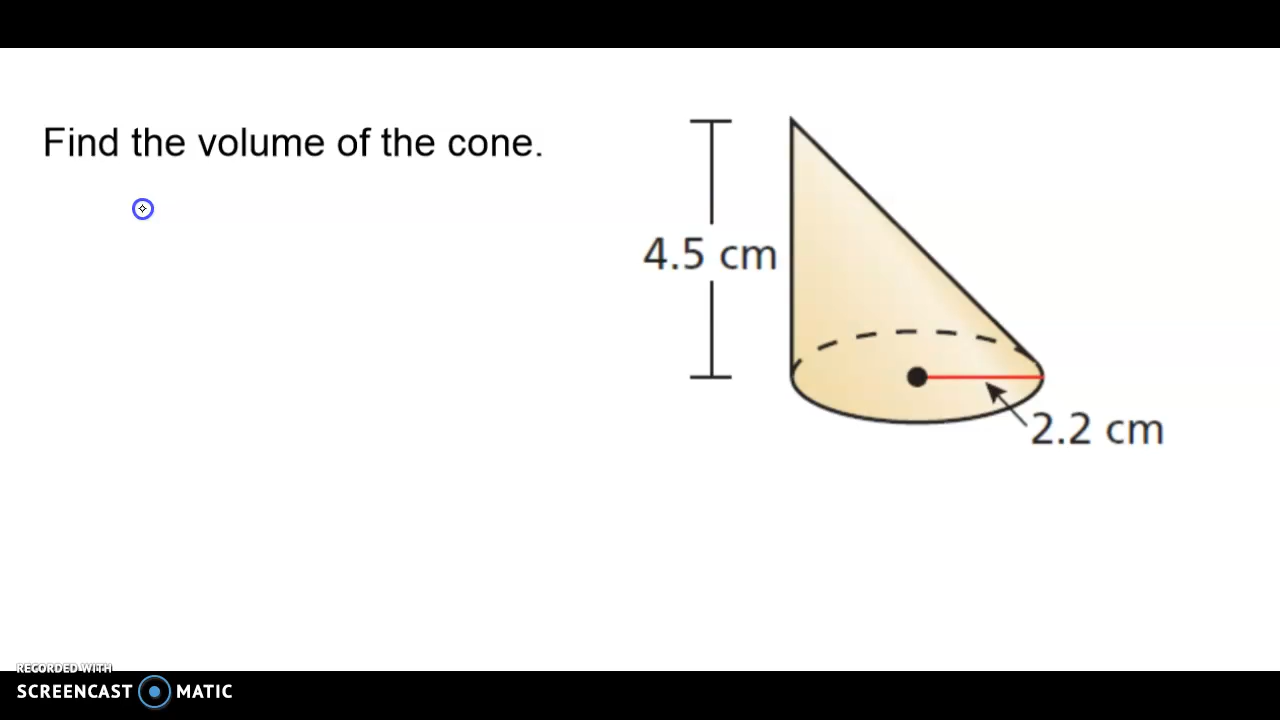 Find the volume of the cone.
4.5 cm
2.2 cm
RECORDED WITH
SCREENCAST MATIC